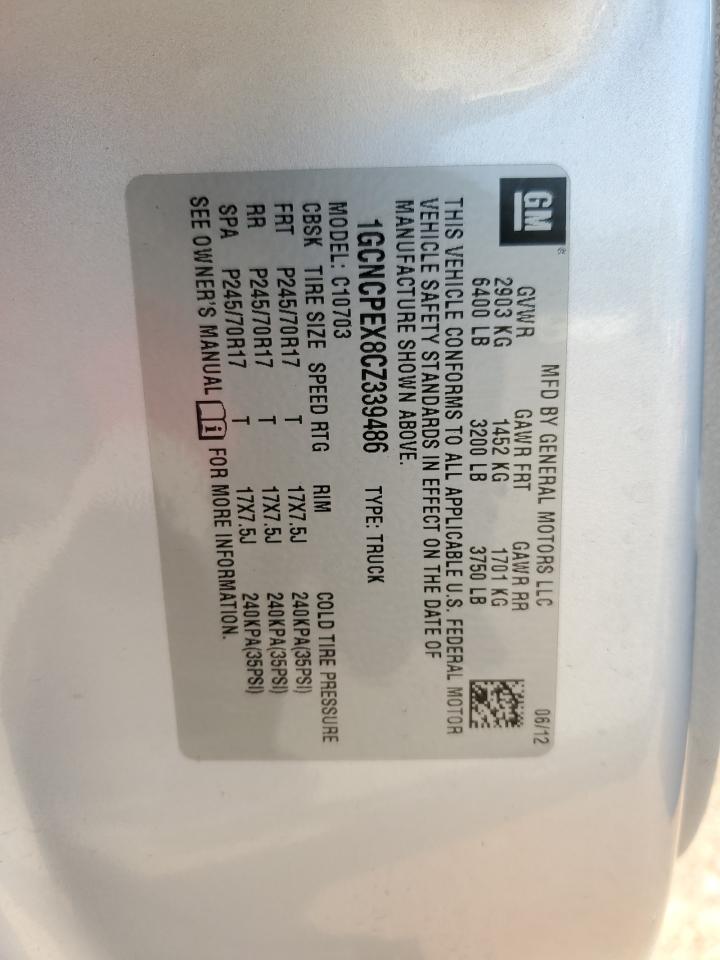 GM
MFD BY GENERAL MOTORS LLC 06/12
GVWR GAWR FRT GAWR RR
2903 KG 1452 KG 1701 KG
6400 LB 3200 LB 3750 LB
THIS VEHICLE CONFORMS TO ALL APPLICABLE U.S. FEDERAL MOTOR
VEHICLE SAFETY STANDARDS IN EFFECT ON THE DATE OF
MANUFACTURE SHOWN ABOVE.
1GCNCPEX8CZ339486 TYPE: TRUCK
MODEL: C10703
CBSK TIRE SIZE SPEED RTG RIM COLD TIRE PRESSURE
FRT P245/70R17 T 17X7.5J 240KPA(35PSI)
RR P245/70R17 T 17X7.5J 240KPA(35PSI)
SPA P245/70R17 T 17X7.5J 240KPA(35PSI)
SEE OWNER'S MANUAL i FOR MORE INFORMATION.